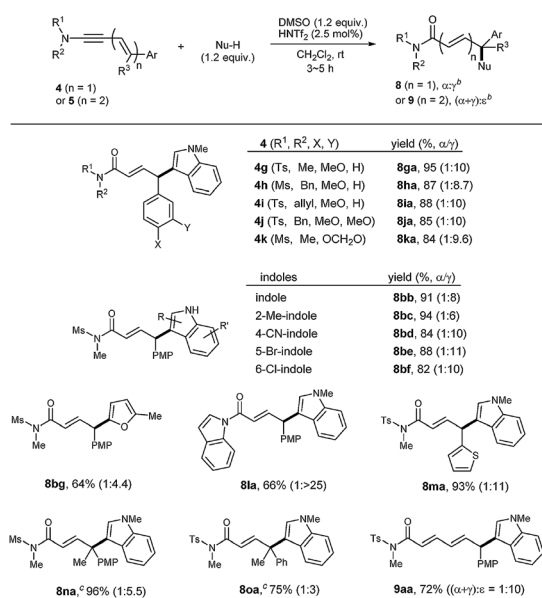 R1 N R2 ( R3 ) n Ar
4 (n = 1)
or 5 (n = 2)
+
Nu-H
(1.2 equiv.)
DMSO (1.2 equiv.)
HNTf2 (2.5 mol%)
CH2Cl2, rt
3~5 h
R1 N R2 O ( ) n Ar R3 Nu
8 (n = 1), α:γb
or 9 (n = 2), (α+γ):εb
R1 N R2 O NMe X Y
4 (R1, R2, X, Y) yield (%, α/γ)
4g (Ts, Me, MeO, H) 8ga, 95 (1:10)
4h (Ms, Bn, MeO, H) 8ha, 87 (1:8.7)
4i (Ts, allyl, MeO, H) 8ia, 88 (1:10)
4j (Ts, Bn, MeO, MeO) 8ja, 85 (1:10)
4k (Ms, Me, OCH2O) 8ka, 84 (1:9.6)
Ms N Me O PMP R NH R'
indoles yield (%, α/γ)
indole 8bb, 91 (1:8)
2-Me-indole 8bc, 94 (1:6)
4-CN-indole 8bd, 84 (1:10)
5-Br-indole 8be, 88 (1:11)
6-Cl-indole 8bf, 82 (1:10)
Ms N Me O PMP O Me
8bg, 64% (1:4.4)
N O PMP NMe
8la, 66% (1:>25)
Ts N Me O S NMe
8ma, 93% (1:11)
Ms N Me O Me PMP NMe
8na,c 96% (1:5.5)
Ts N Me O Me Ph NMe
8oa,c 75% (1:3)
Ts N Me O PMP NMe
9aa, 72% ((α+γ):ε = 1:10)